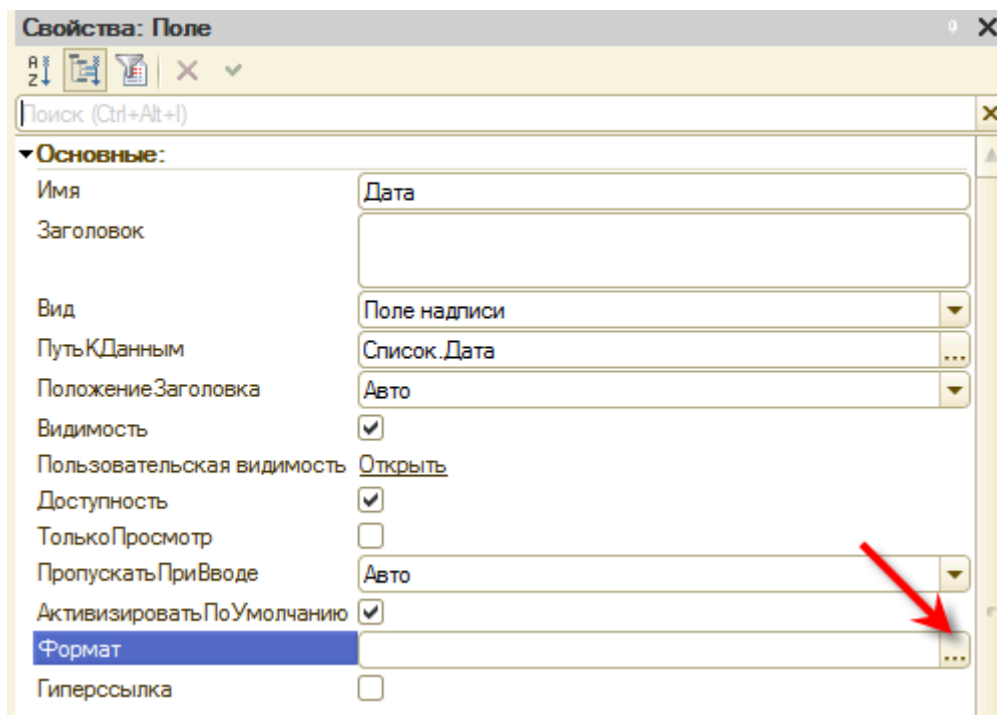 Свойства: Поле
Поиск (Ctrl+Alt+I)
Основные:
Имя Дата
Заголовок
Вид Поле надписи
ПутьКДанным Список.Дата ...
ПоложениеЗаголовка Авто
Видимость
Пользовательская видимость Открыть
Доступность
ТолькоПросмотр
ПропускатьПриВводе Авто
АктивизироватьПоУмолчанию
Формат ...
Гиперссылка